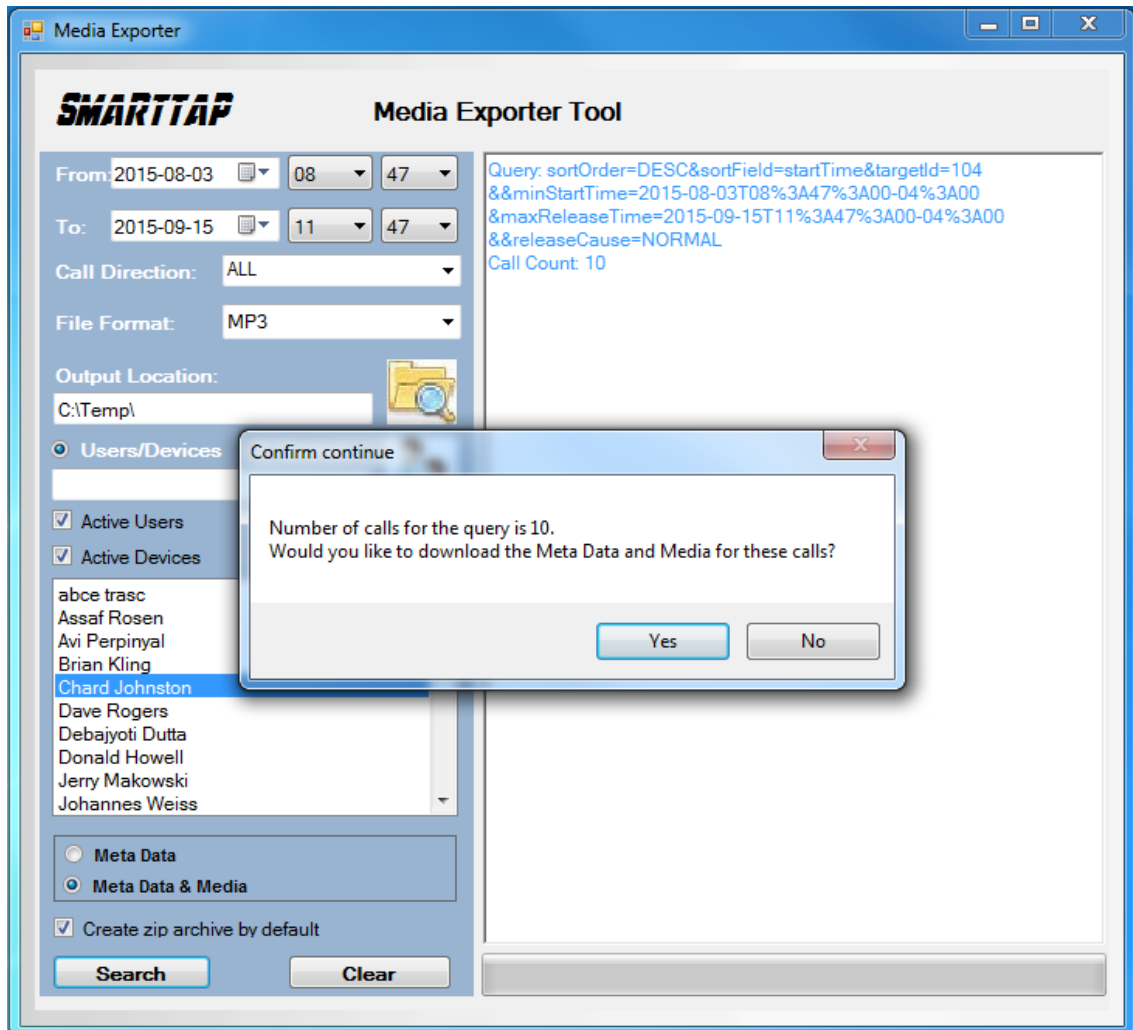 Media Exporter
SMARTTAP
Media Exporter Tool
From: 2015-08-03 08 47
To: 2015-09-15 11 47
Call Direction: ALL
File Format: MP3
Output Location:
C:\Temp\
Users/Devices
Active Users
Active Devices
abce trasc
Assaf Rosen
Avi Perpinyal
Brian Kling
Chard Johnston
Dave Rogers
Debajyoti Dutta
Donald Howell
Jerry Makowski
Johannes Weiss
Meta Data
Meta Data & Media
Create zip archive by default
Search Clear
Query: sortOrder=DESC&sortField=startTime&targetId=104
&&minStartTime=2015-08-03T08%3A47%3A00-04%3A00
&maxReleaseTime=2015-09-15T11%3A47%3A00-04%3A00
&&releaseCause=NORMAL
Call Count: 10
Confirm continue
Number of calls for the query is 10.
Would you like to download the Meta Data and Media for these calls?
Yes No